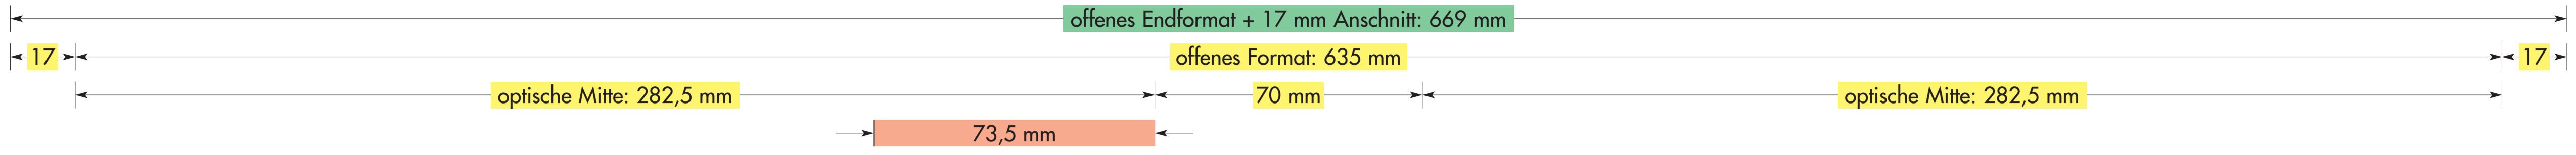 offenes Endformat + 17 mm Anschnitt: 669 mm
17 offenes Format: 635 mm 17
optische Mitte: 282,5 mm 70 mm optische Mitte: 282,5 mm
73,5 mm